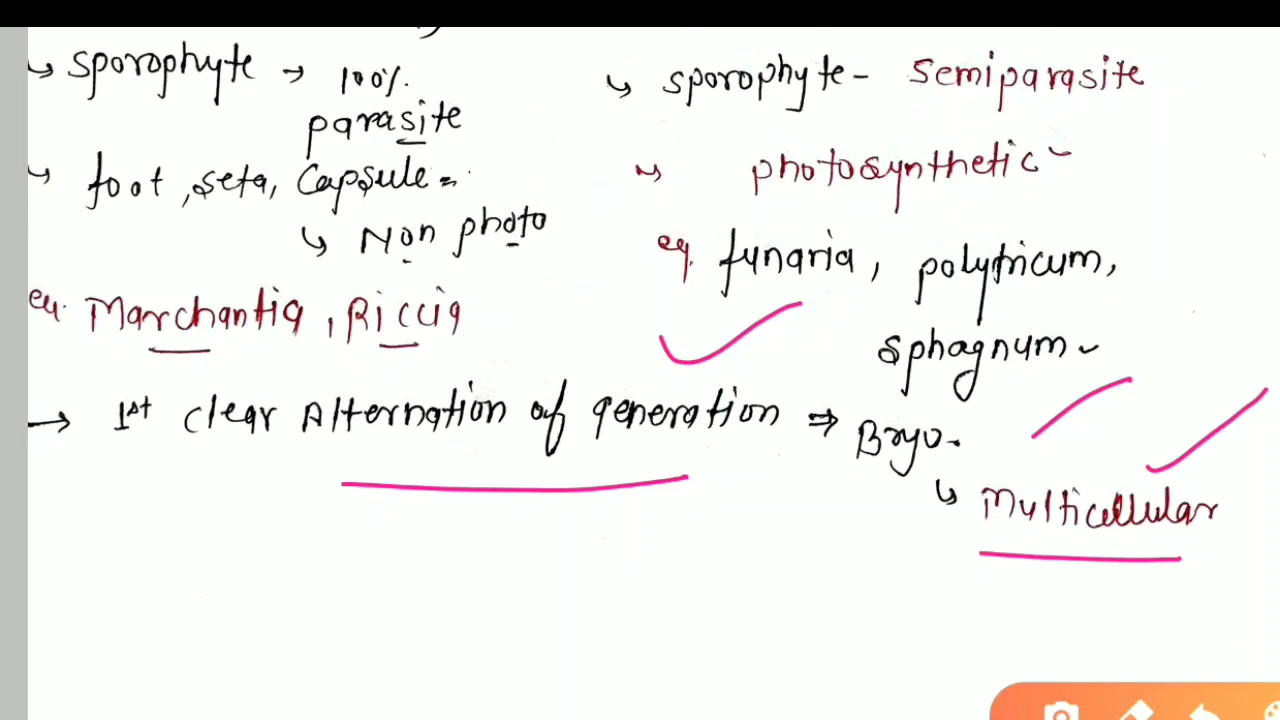 ↳ sporophyte → 100%.
parasite
↳ foot, seta, Capsule =
↳ Non photo
eg. Marchantia, Riccia
↳ sporophyte - Semiparasite
↳ photosynthetic
eg. funaria, polytricum,
sphagnum
→ 1st Clear Alternation of generation ⇒ Bryo.
↳ Multicellular